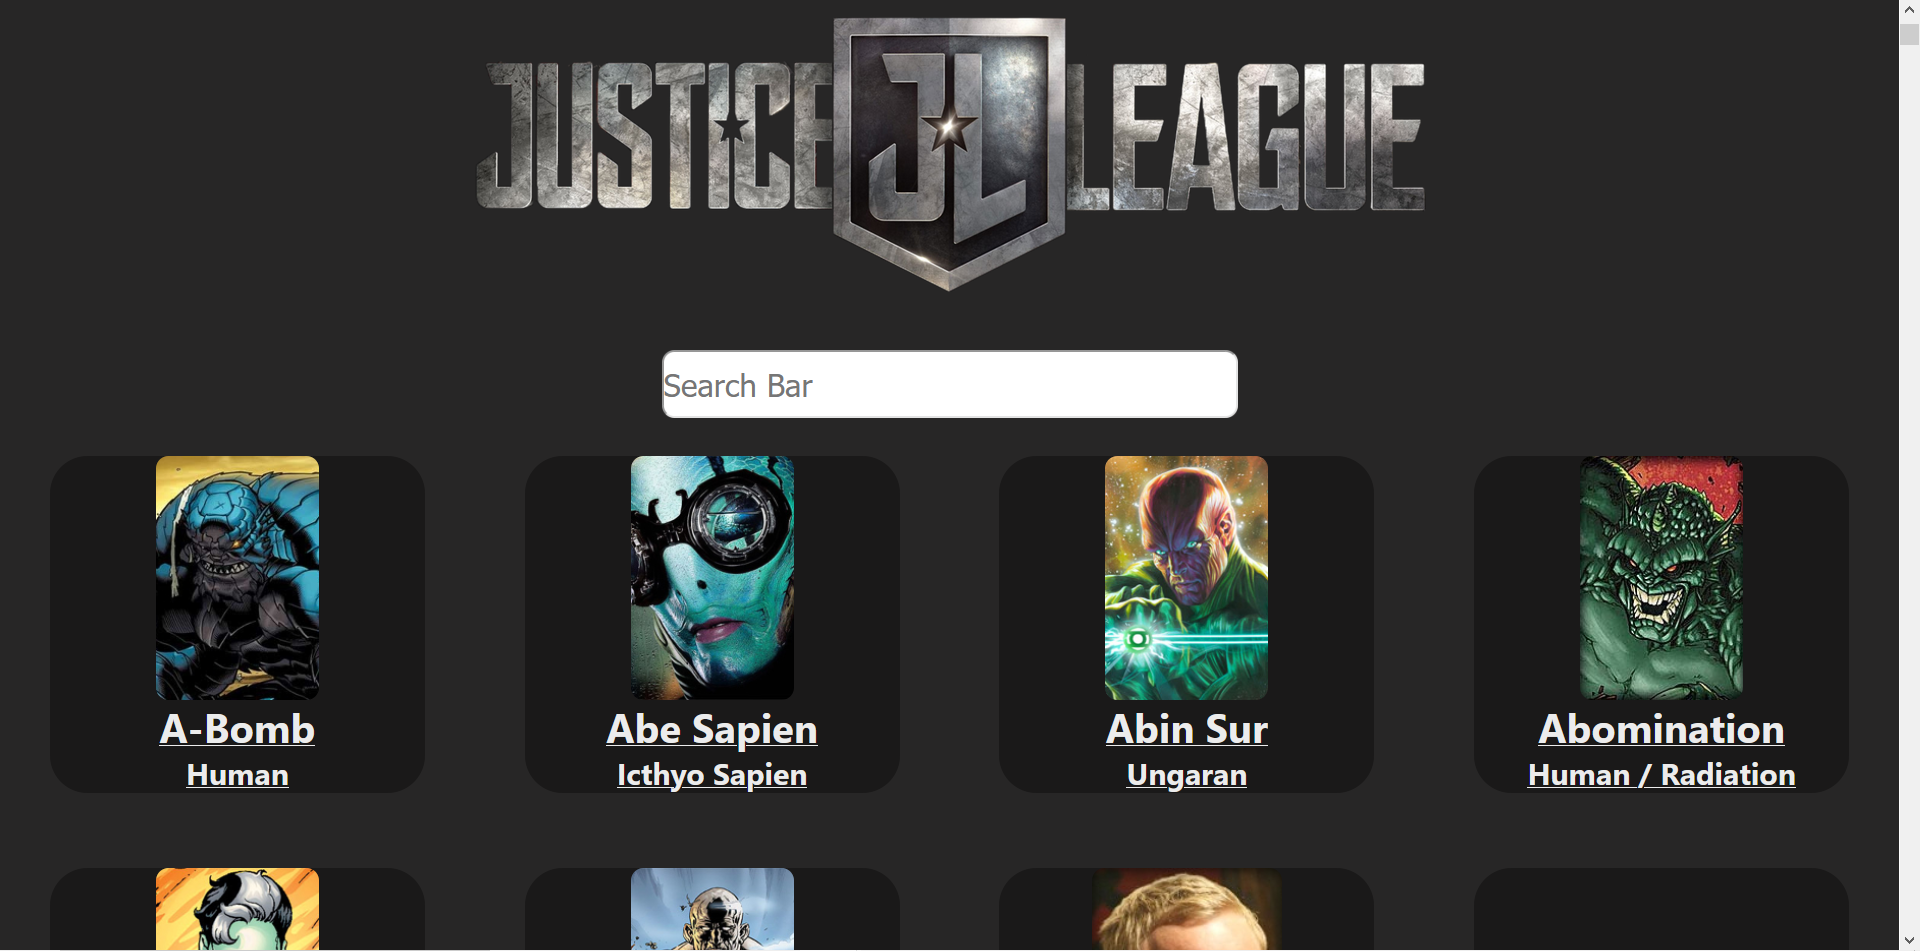 JUSTICE JL LEAGUE
Search Bar
A-Bomb
Human
Abe Sapien
Icthyo Sapien
Abin Sur
Ungaran
Abomination
Human / Radiation